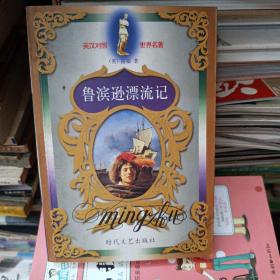 英汉对照 世界名著
(英) 笛福 著
鲁滨逊漂流记
mingzhu
时代文艺出版社